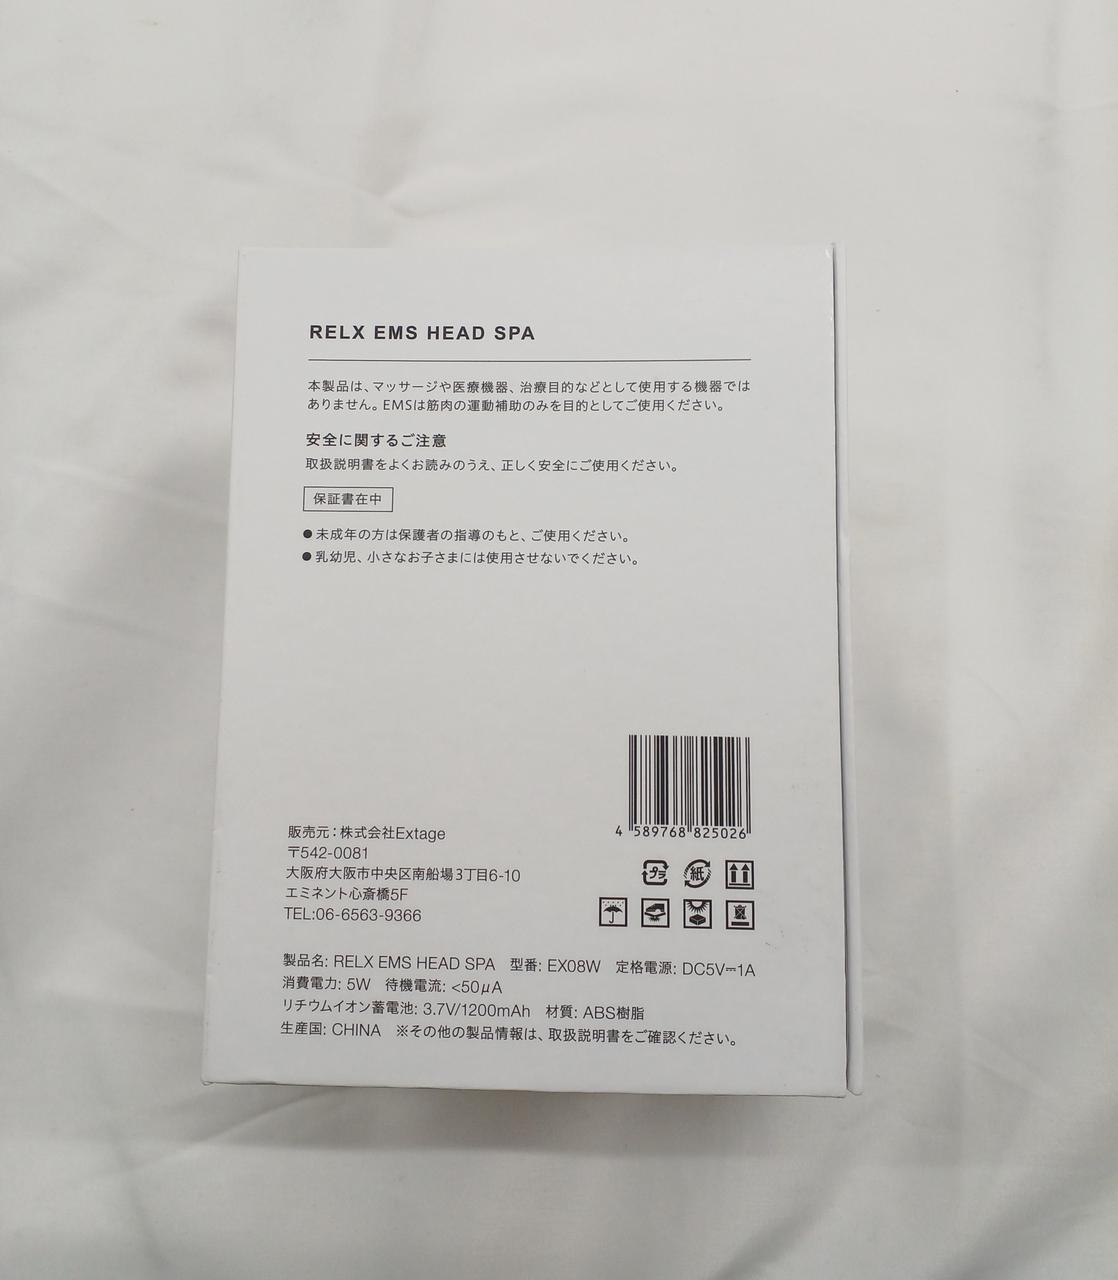 RELX EMS HEAD SPA
本製品は、マッサージや医療機器、治療目的などとして使用する機器では
ありません。EMSは筋肉の運動補助のみを目的としてご使用ください。
安全に関するご注意
取扱説明書をよくお読みのうえ、正しく安全にご使用ください。
保証書在中
●未成年の方は保護者の指導のもと、ご使用ください。
●乳幼児、小さなお子さまには使用させないでください。
4 589768 825026
プラ
紙
販売元：株式会社Extage
〒542-0081
大阪府大阪市中央区南船場3丁目6-10
エミネント心斎橋5F
TEL:06-6563-9366
製品名: RELX EMS HEAD SPA 型番: EX08W 定格電源: DC5V⎓1A
消費電力: 5W 待機電流: <50μA
リチウムイオン蓄電池: 3.7V/1200mAh 材質: ABS樹脂
生産国: CHINA ※その他の製品情報は、取扱説明書をご確認ください。